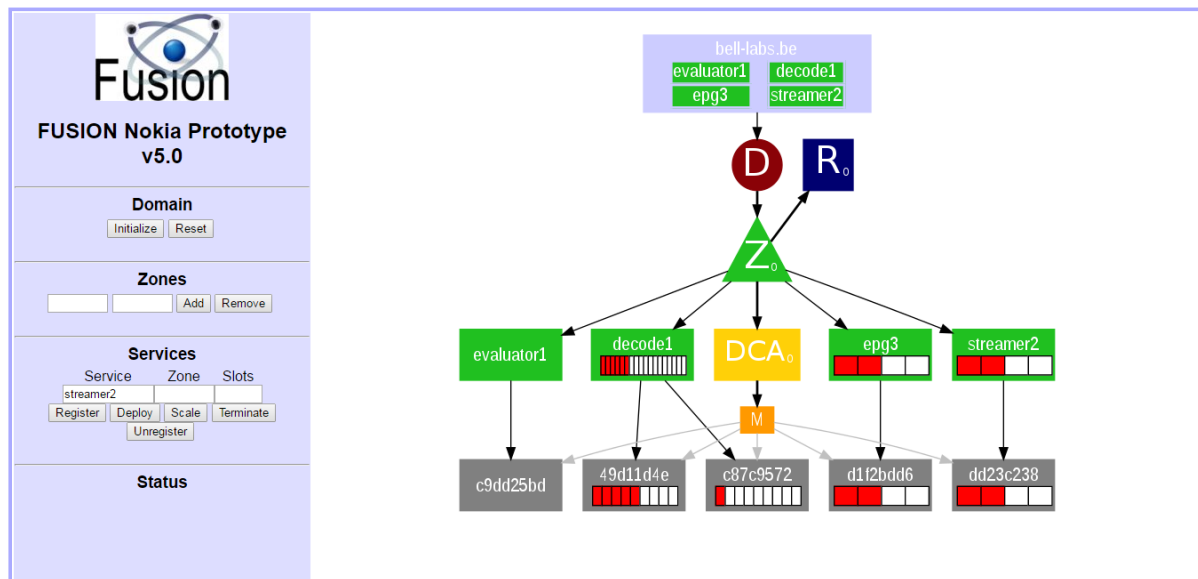 Fusion
FUSION Nokia Prototype
v5.0
Domain
Initialize Reset
Zones
Add Remove
Services
Service Zone Slots
streamer2
Register Deploy Scale Terminate
Unregister
Status
bell-labs.be
evaluator1 decode1
epg3 streamer2
D R0
Z0
evaluator1 decode1 DCA0 epg3 streamer2
M
c9dd25bd 49d11d4e c87c9572 d1f2bdd6 dd23c238